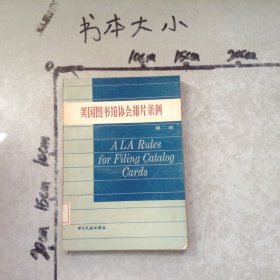 书本大小
10cm 15cm 20cm
美国图书馆协会排片条例
第二版
ALA Rules
for Filing Catalog
Cards
20cm 15cm 10cm